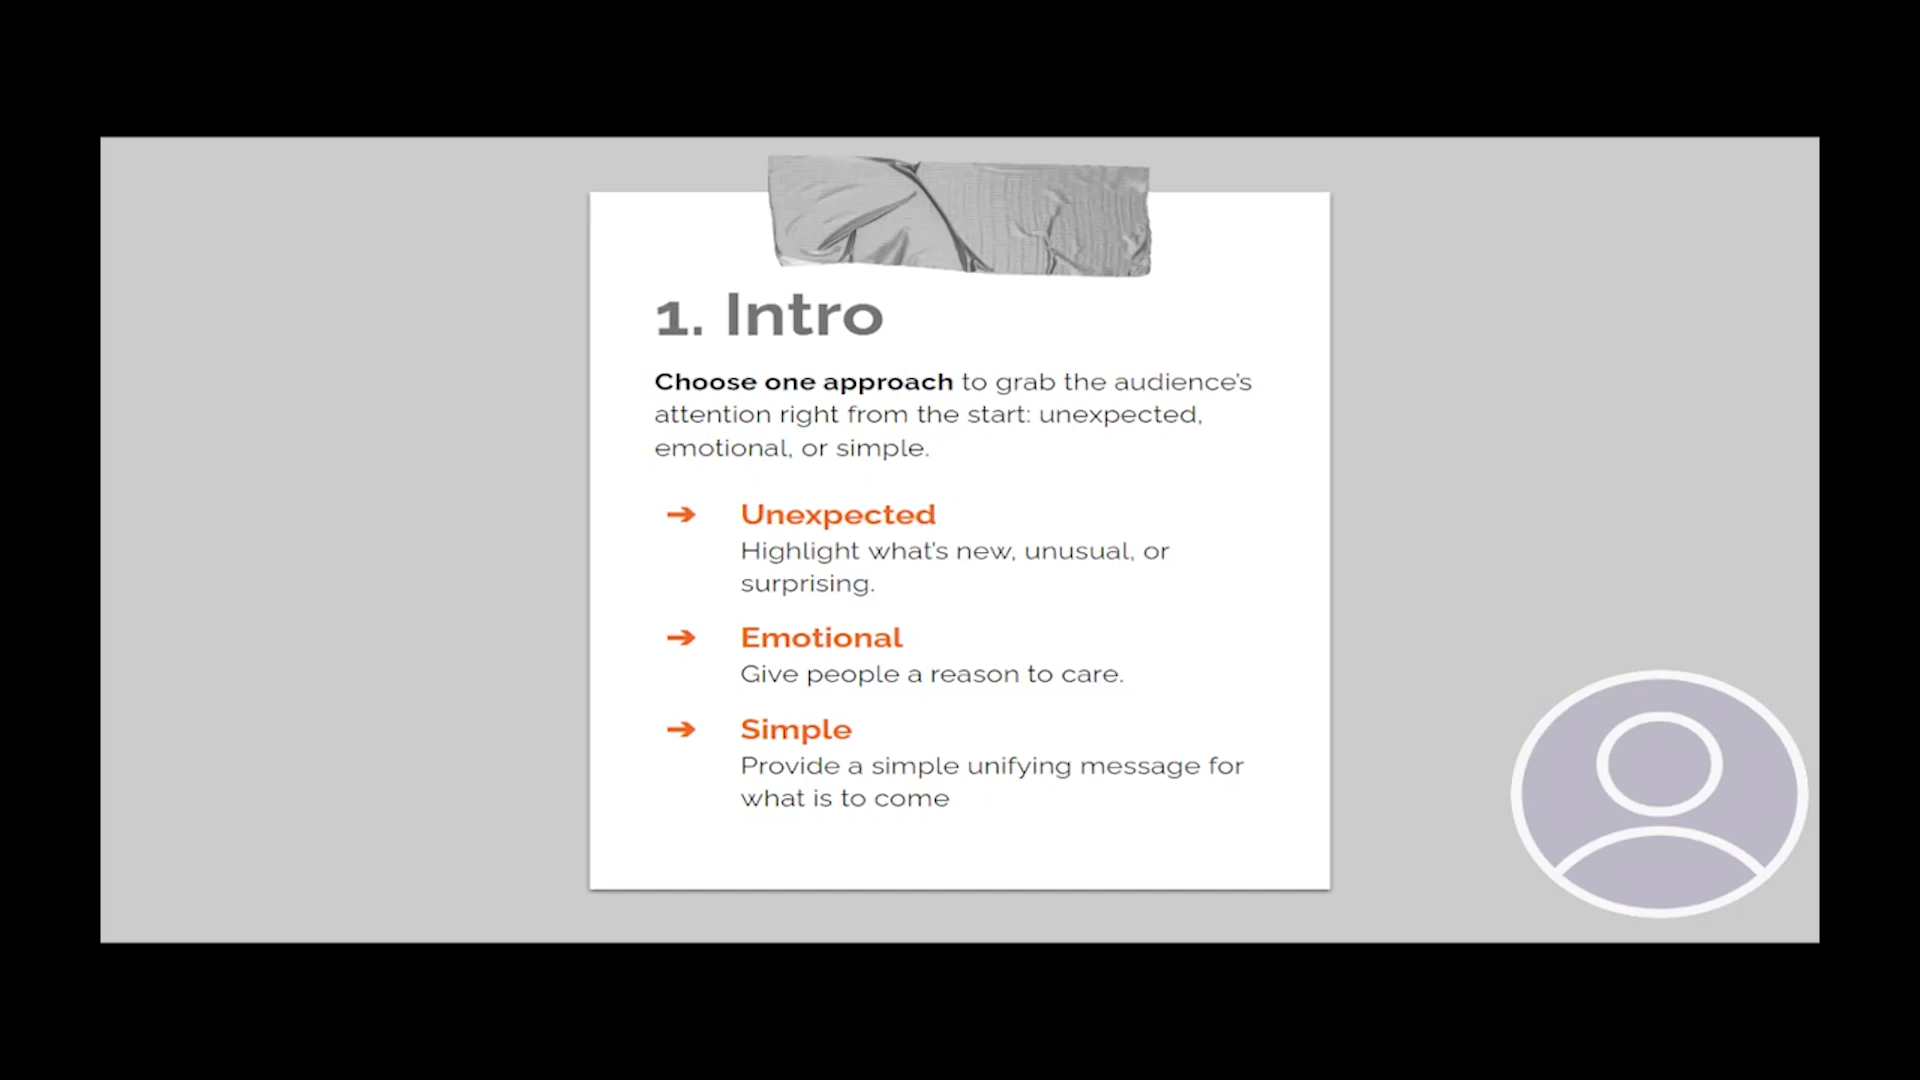 1. Intro
Choose one approach to grab the audience's
attention right from the start: unexpected,
emotional, or simple.
➔ Unexpected
Highlight what's new, unusual, or
surprising.
➔ Emotional
Give people a reason to care.
➔ Simple
Provide a simple unifying message for
what is to come